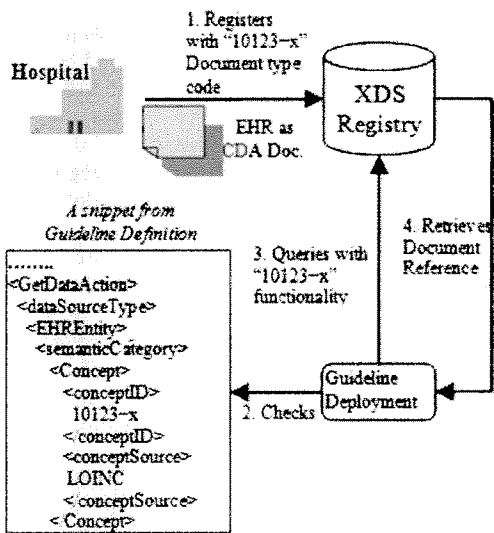 1. Registers
with “10123-x”
Document type
code
Hospital
XDS
Registry
EHR as
CDA Doc.
A snippet from
Guideline Definition
3. Queries with
“10123-x”
functionality
4. Retrieves
Document
Reference
........
<GetDataAction>
<dataSourceType>
<EHREntity>
<semanticCategory>
<Concept>
<conceptID>
10123-x
</conceptID>
<conceptSource>
LOINC
</conceptSource>
</Concept>
2. Checks
Guideline
Deployment